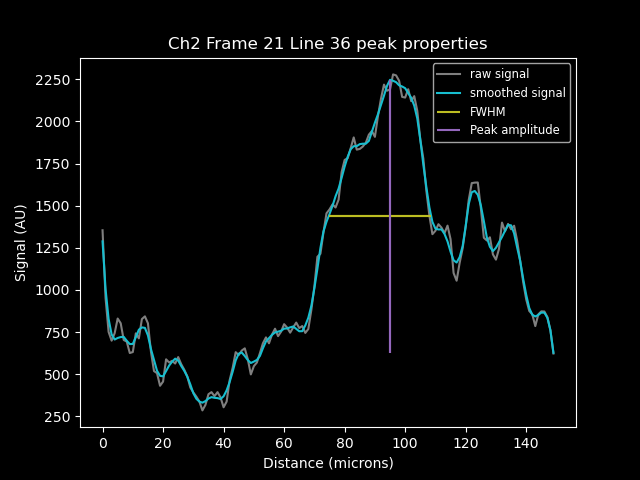 Ch2 Frame 21 Line 36 peak properties
raw signal
smoothed signal
FWHM
Peak amplitude
Signal (AU)
2250
2000
1750
1500
1250
1000
750
500
250
0 20 40 60 80 100 120 140
Distance (microns)